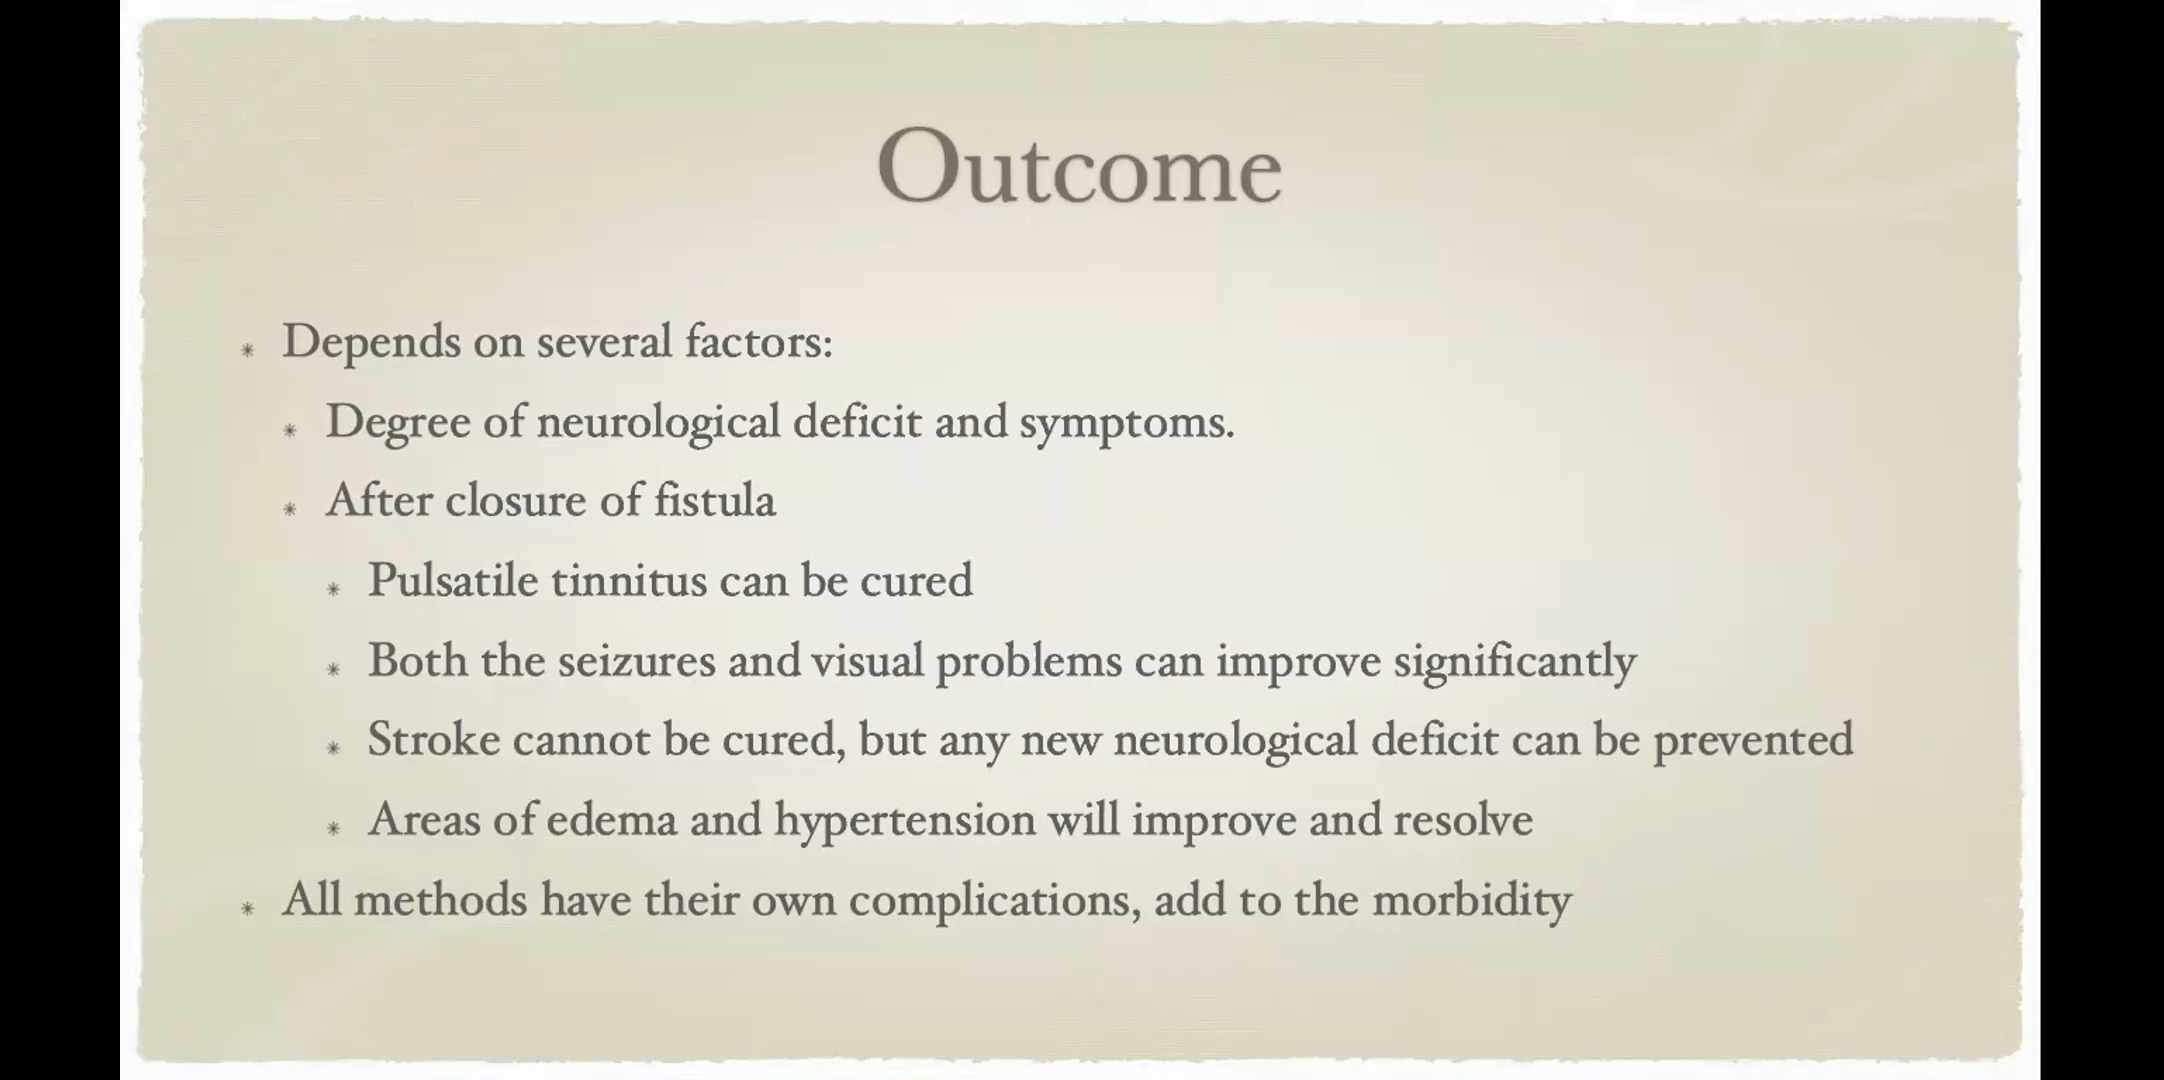 Outcome
* Depends on several factors:
* Degree of neurological deficit and symptoms.
* After closure of fistula
* Pulsatile tinnitus can be cured
* Both the seizures and visual problems can improve significantly
* Stroke cannot be cured, but any new neurological deficit can be prevented
* Areas of edema and hypertension will improve and resolve
* All methods have their own complications, add to the morbidity